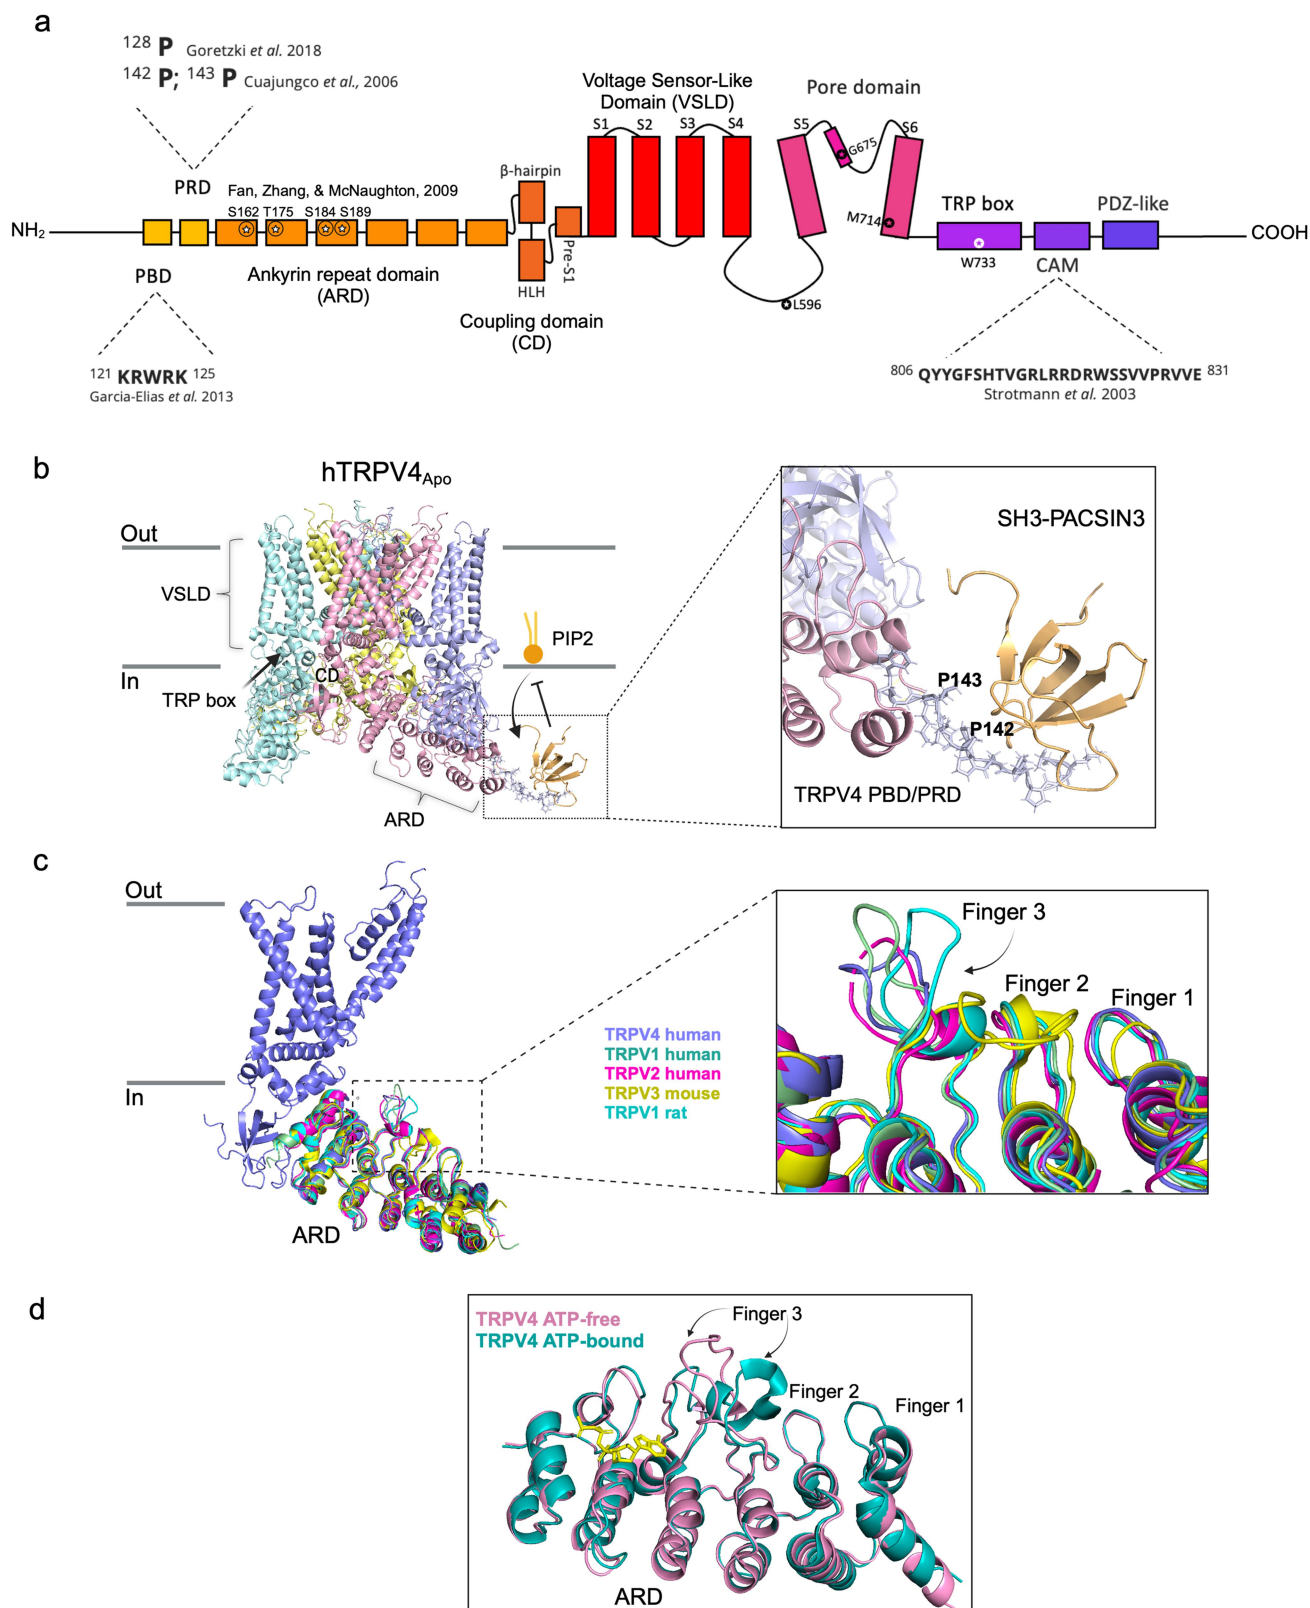 a
128 P Goretzki et al. 2018
142 P; 143 P Cuajungco et al., 2006
PRD
Fan, Zhang, & McNaughton, 2009
S162 T175 S184 S189
NH2
PBD
Ankyrin repeat domain
(ARD)
121 KRWRK 125
Garcia-Elias et al. 2013
β-hairpin
HLH
Pre-S1
Coupling domain
(CD)
Voltage Sensor-Like
Domain (VSLD)
S1 S2 S3 S4
L596
Pore domain
S5 S6
G675
M714
TRP box
W733
CAM
PDZ-like
COOH
806 QYYGFSHTVGRLRRDRWSSVVPRVVE 831
Strotmann et al. 2003
b
hTRPV4Apo
Out
VSLD
In
TRP box
CD
PIP2
ARD
SH3-PACSIN3
P143
P142
TRPV4 PBD/PRD
c
Out
In
ARD
TRPV4 human
TRPV1 human
TRPV2 human
TRPV3 mouse
TRPV1 rat
Finger 3
Finger 2
Finger 1
d
TRPV4 ATP-free
TRPV4 ATP-bound
Finger 3
Finger 2
Finger 1
ARD